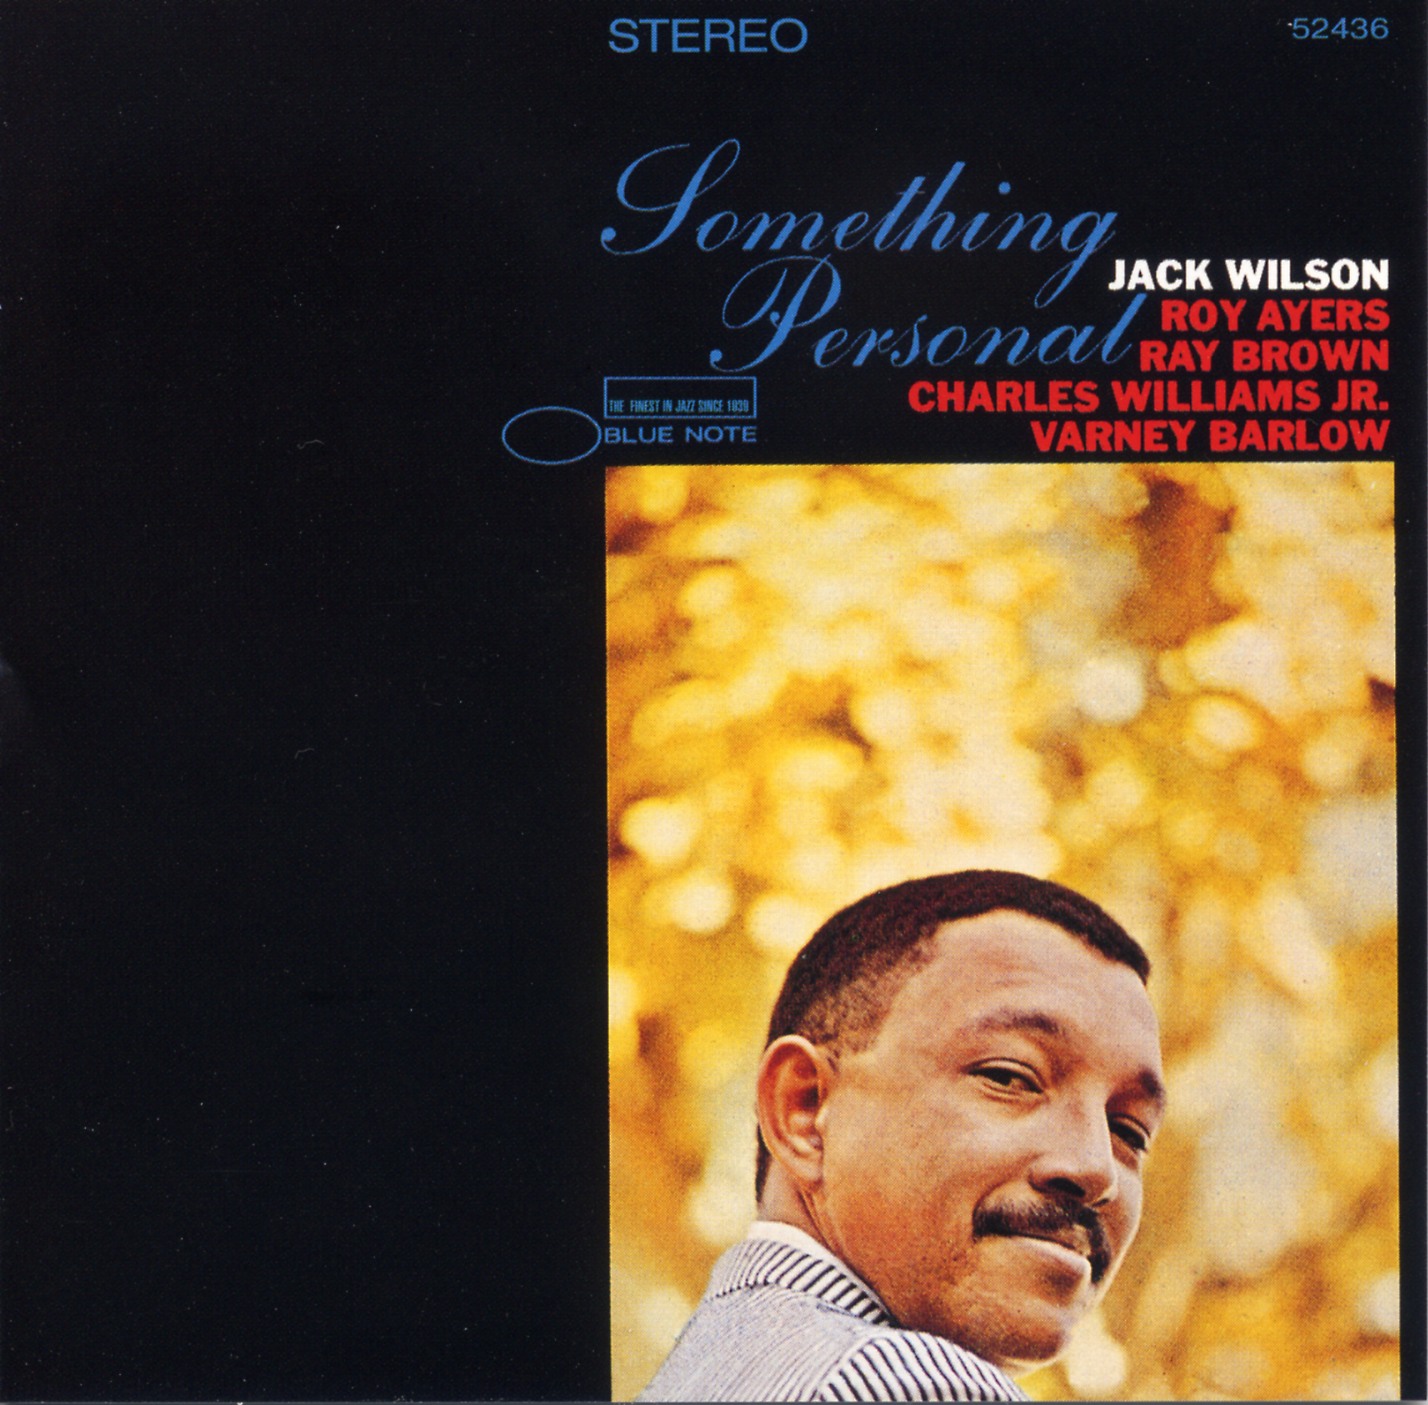 STEREO
52436
Something
Personal
JACK WILSON
ROY AYERS
RAY BROWN
CHARLES WILLIAMS JR.
VARNEY BARLOW
THE FINEST IN JAZZ SINCE 1939
BLUE NOTE